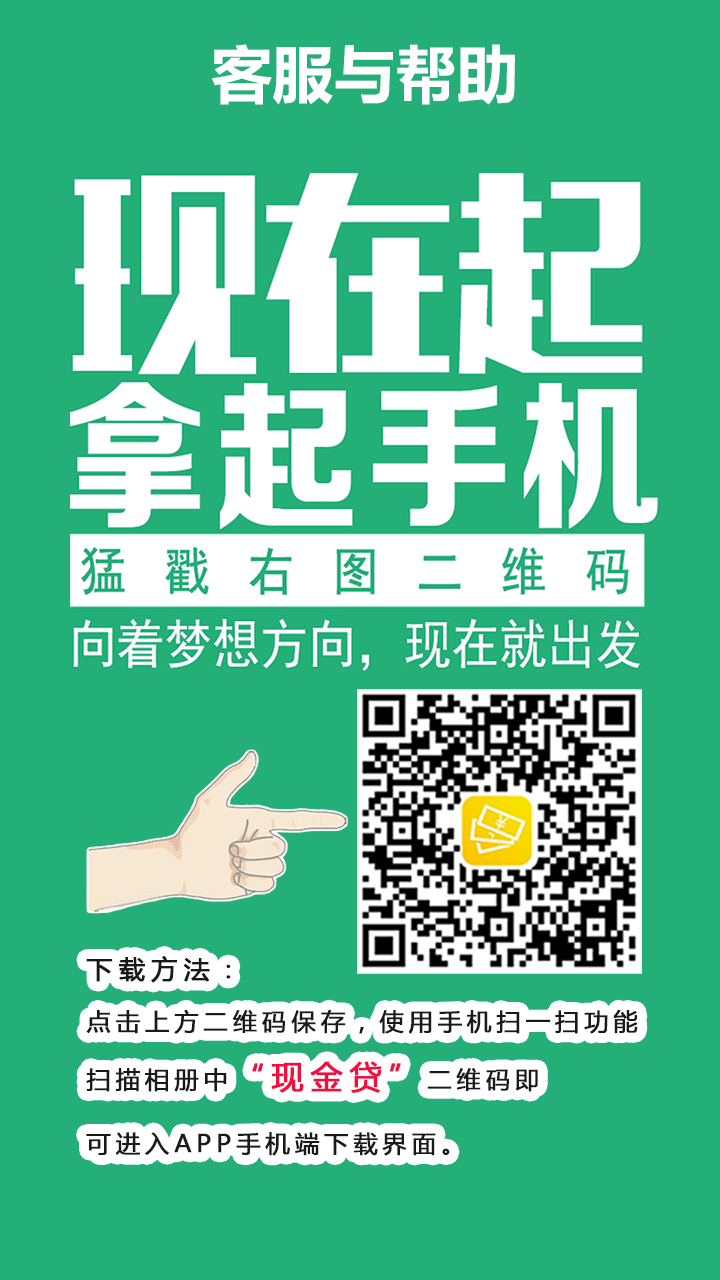 客服与帮助
现在起
拿起手机
猛戳右图二维码
向着梦想方向，现在就出发
下载方法：
点击上方二维码保存，使用手机扫一扫功能
扫描相册中“现金贷”二维码即
可进入APP手机端下载界面。